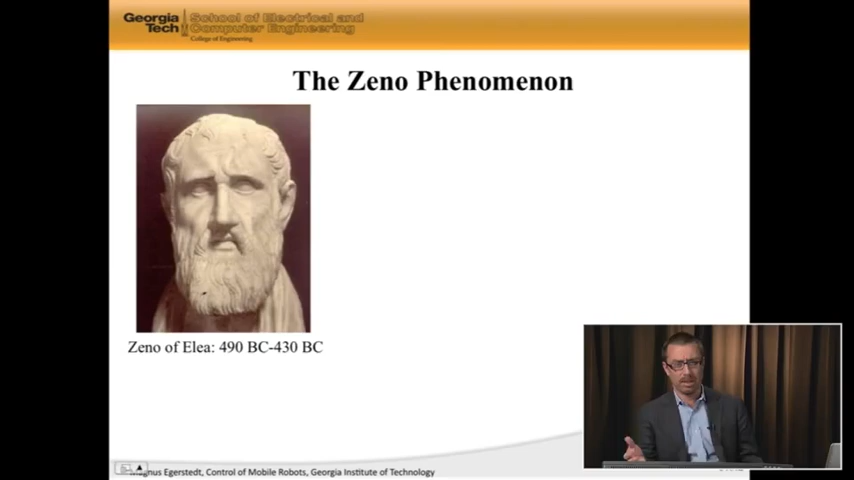 Georgia Tech
School of Electrical and Computer Engineering
College of Engineering
The Zeno Phenomenon
Zeno of Elea: 490 BC-430 BC
Magnus Egerstedt, Control of Mobile Robots, Georgia Institute of Technology